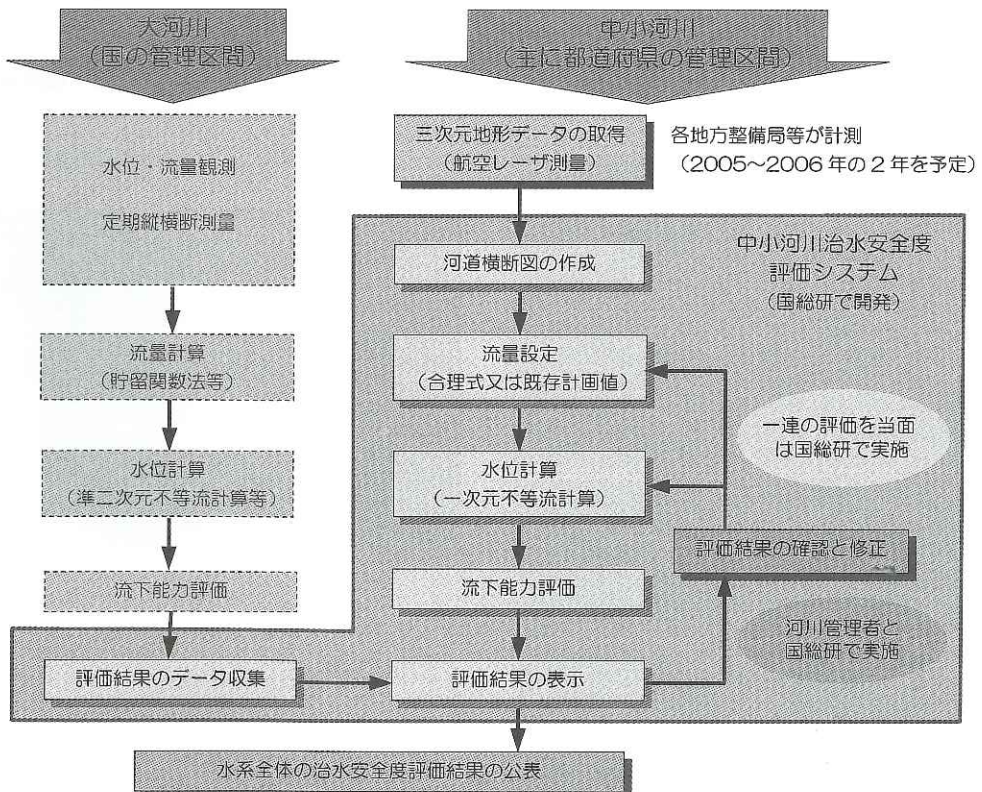 大河川
（国の管理区間）
中小河川
（主に都道府県の管理区間）
水位・流量観測
定期縦横断測量
流量計算
（貯留関数法等）
水位計算
（準二次元不等流計算等）
流下能力評価
評価結果のデータ収集
三次元地形データの取得
（航空レーザ測量）
各地方整備局等が計測
（2005～2006年の2年を予定）
河道横断図の作成
流量設定
（合理式又は既存計画値）
水位計算
（一次元不等流計算）
流下能力評価
評価結果の表示
中小河川治水安全度
評価システム
（国総研で開発）
一連の評価を当面
は国総研で実施
評価結果の確認と修正
河川管理者と
国総研で実施
水系全体の治水安全度評価結果の公表